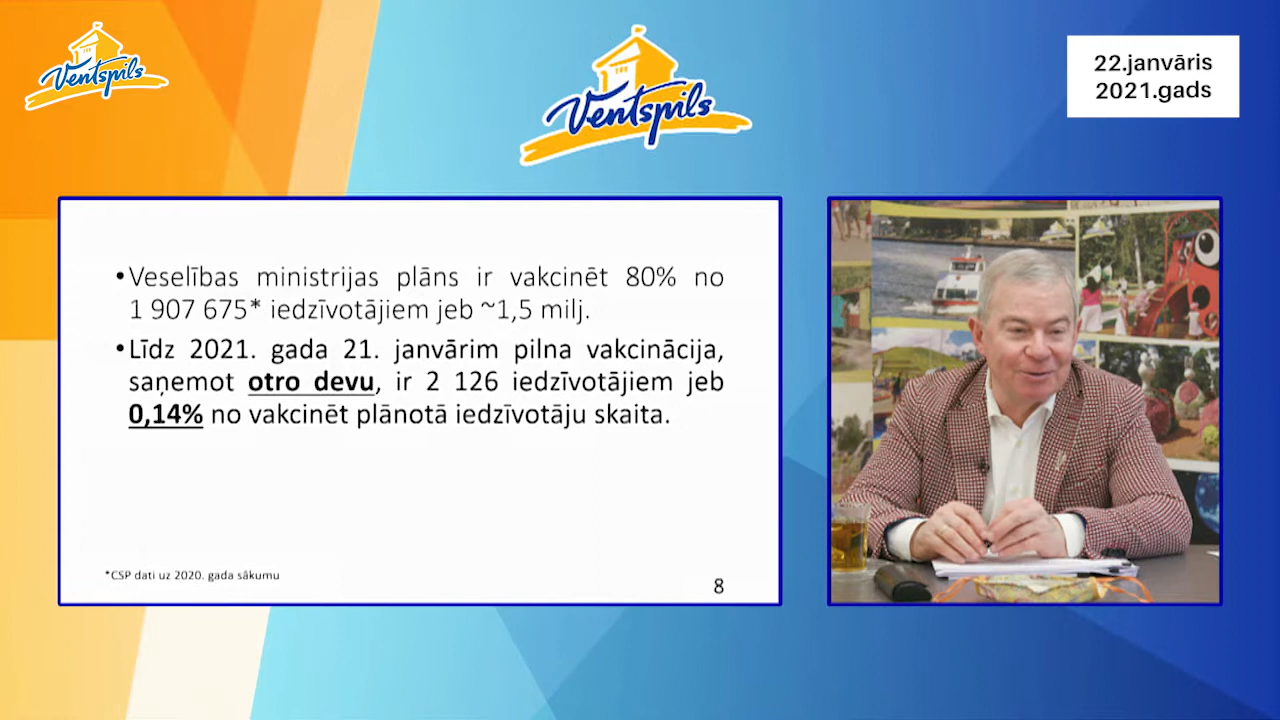 Ventspils
Ventspils
22.janvāris
2021.gads
•Veselības ministrijas plāns ir vakcinēt 80% no
1 907 675* iedzīvotājiem jeb ~1,5 milj.
•Līdz 2021. gada 21. janvārim pilna vakcinācija,
saņemot otro devu, ir 2 126 iedzīvotājiem jeb
0,14% no vakcinēt plānotā iedzīvotāju skaita.
*CSP dati uz 2020. gada sākumu
8